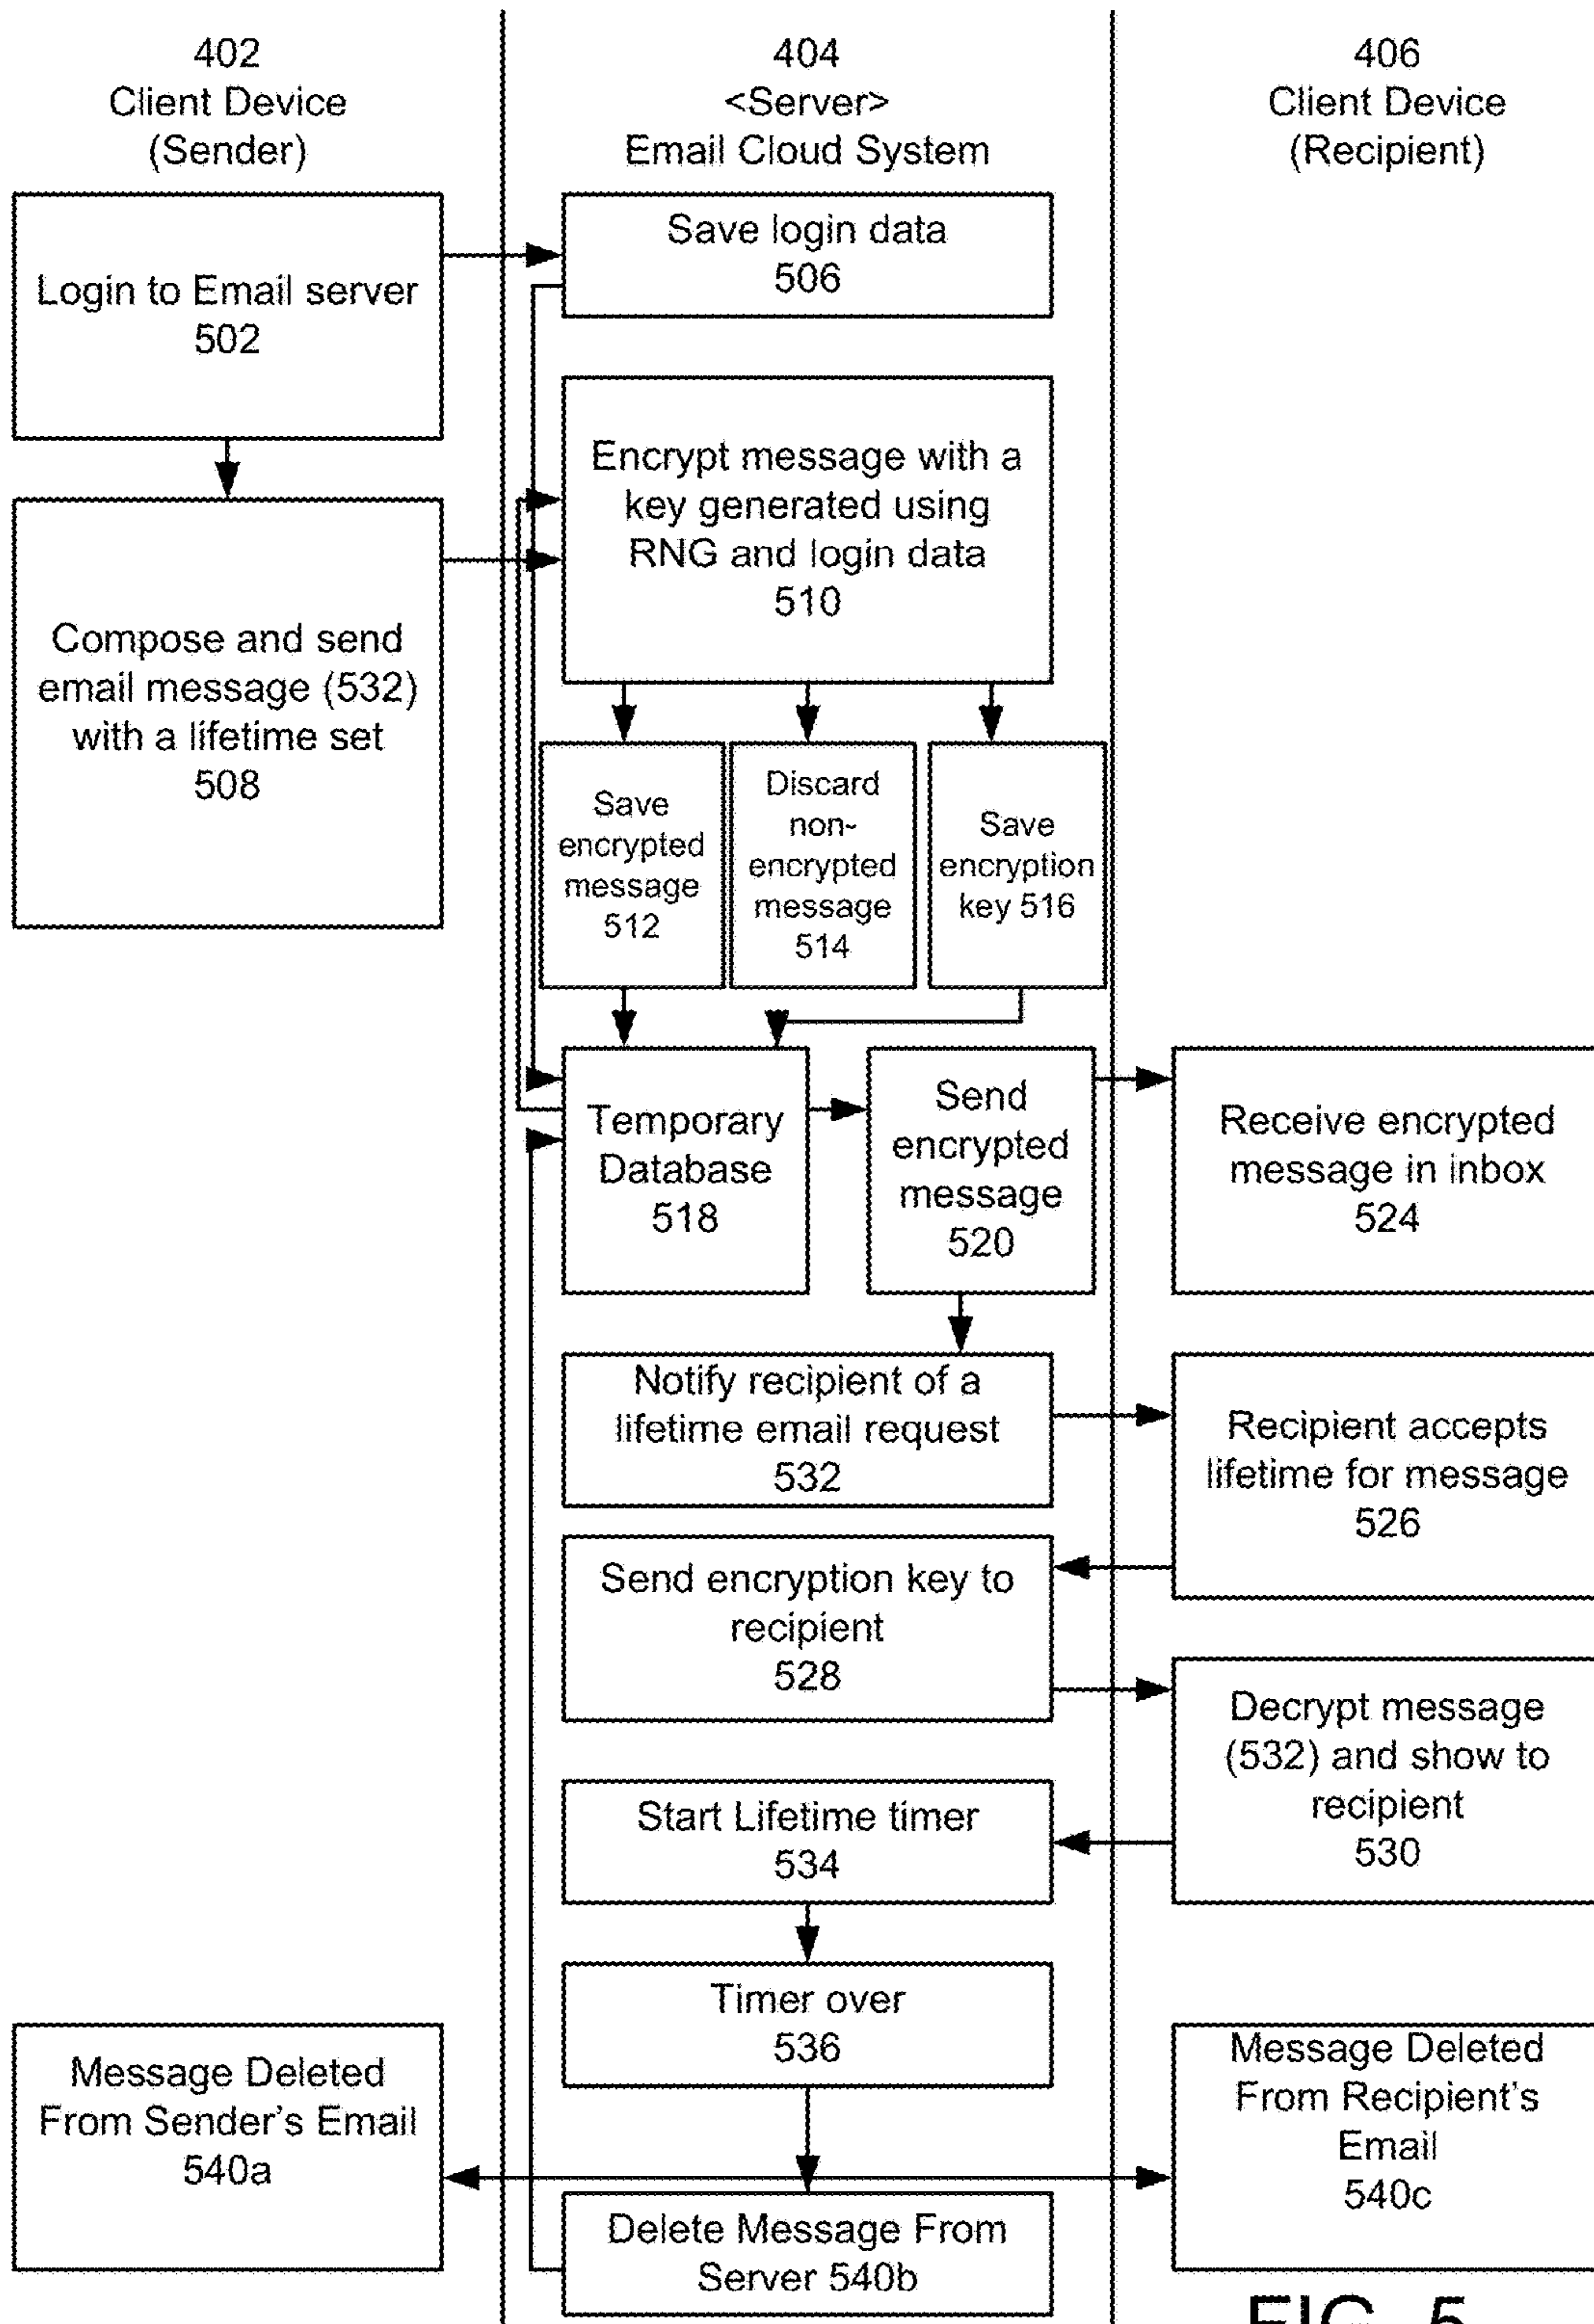 402
Client Device
(Sender)
404
<Server>
Email Cloud System
406
Client Device
(Recipient)
Login to Email server
502
Save login data
506
Encrypt message with a
key generated using
RNG and login data
510
Compose and send
email message (532)
with a lifetime set
508
Save
encrypted
message
512
Discard
non-
encrypted
message
514
Save
encryption
key 516
Temporary
Database
518
Send
encrypted
message
520
Receive encrypted
message in inbox
524
Notify recipient of a
lifetime email request
532
Recipient accepts
lifetime for message
526
Send encryption key to
recipient
528
Decrypt message
(532) and show to
recipient
530
Start Lifetime timer
534
Timer over
536
Message Deleted
From Sender's Email
540a
Message Deleted
From Recipient's
Email
540c
Delete Message From
Server 540b
FIG. 5